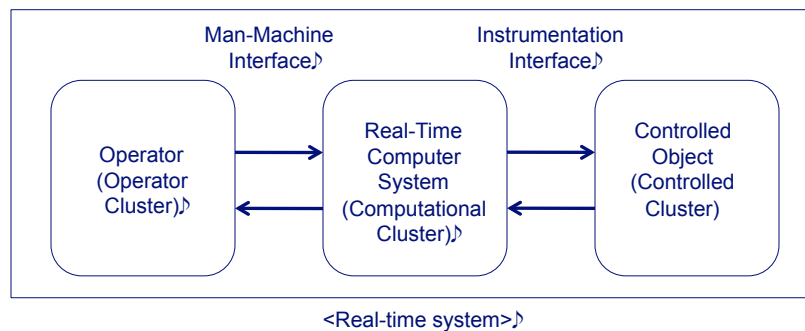 Man-Machine
Interface♪
Instrumentation
Interface♪
Operator
(Operator
Cluster)♪
Real-Time
Computer
System
(Computational
Cluster)♪
Controlled
Object
(Controlled
Cluster)
<Real-time system>♪